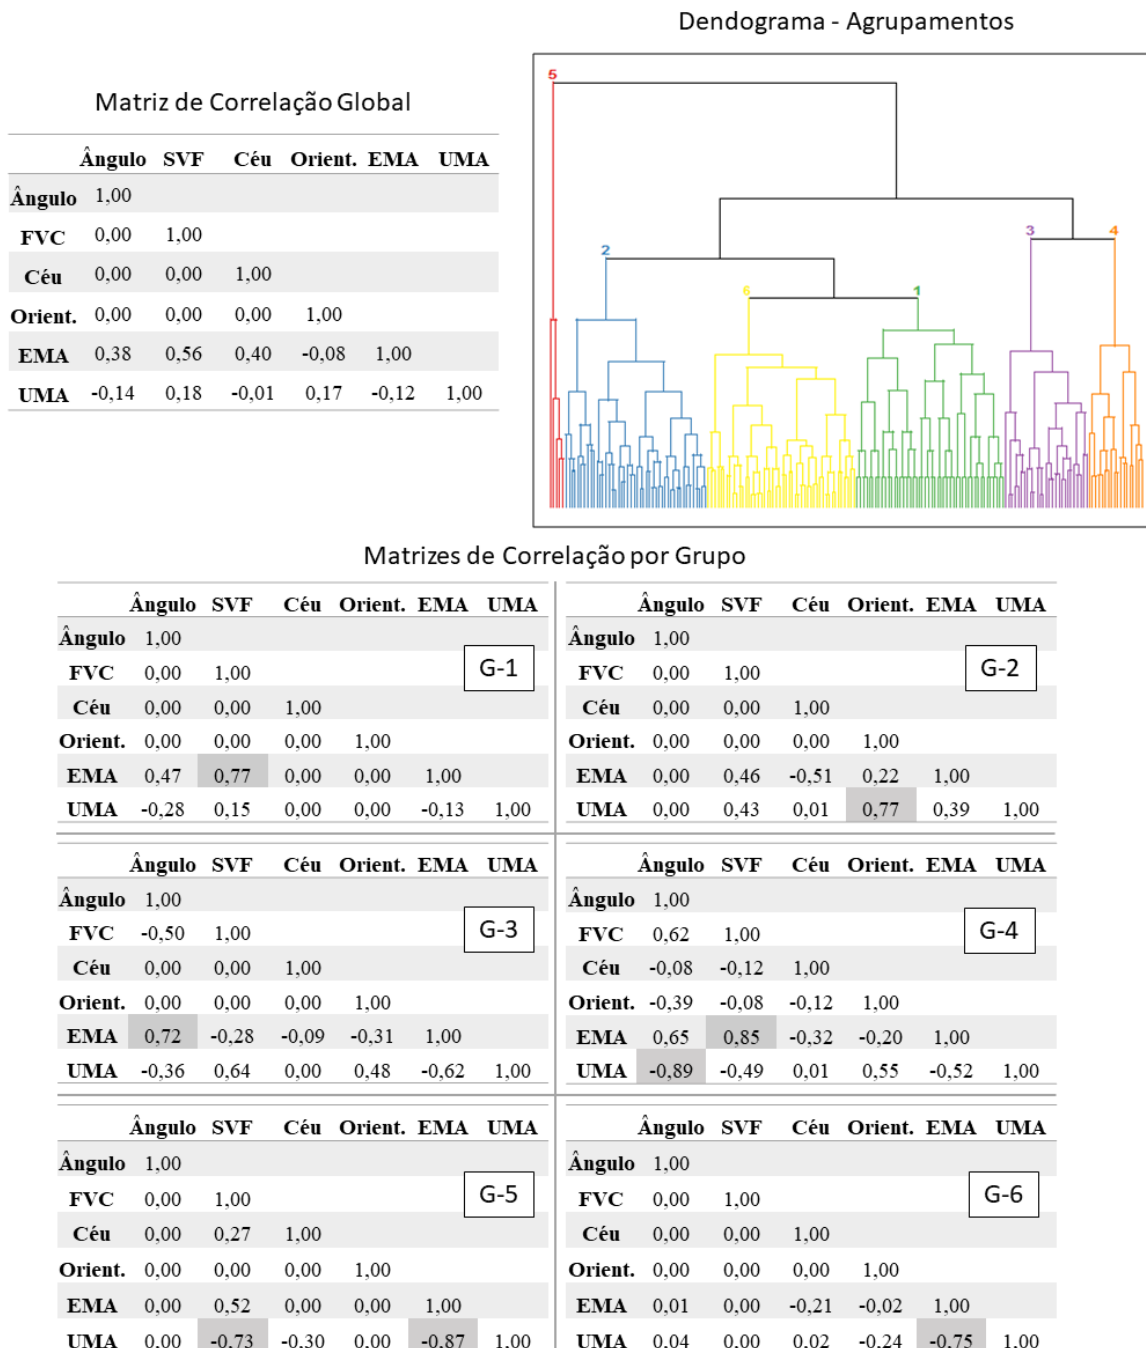 Dendograma - Agrupamentos
5
3
4
2
6
1
Matriz de Correlação Global
Ângulo SVF Céu Orient. EMA UMA
Ângulo 1,00
FVC 0,00 1,00
Céu 0,00 0,00 1,00
Orient. 0,00 0,00 0,00 1,00
EMA 0,38 0,56 0,40 -0,08 1,00
UMA -0,14 0,18 -0,01 0,17 -0,12 1,00
Matrizes de Correlação por Grupo
Ângulo SVF Céu Orient. EMA UMA
Ângulo 1,00
G-1
FVC 0,00 1,00
Céu 0,00 0,00 1,00
Orient. 0,00 0,00 0,00 1,00
EMA 0,47 0,77 0,00 0,00 1,00
UMA -0,28 0,15 0,00 0,00 -0,13 1,00
Ângulo SVF Céu Orient. EMA UMA
Ângulo 1,00
G-2
FVC 0,00 1,00
Céu 0,00 0,00 1,00
Orient. 0,00 0,00 0,00 1,00
EMA 0,00 0,46 -0,51 0,22 1,00
UMA 0,00 0,43 0,01 0,77 0,39 1,00
Ângulo SVF Céu Orient. EMA UMA
Ângulo 1,00
G-3
FVC -0,50 1,00
Céu 0,00 0,00 1,00
Orient. 0,00 0,00 0,00 1,00
EMA 0,72 -0,28 -0,09 -0,31 1,00
UMA -0,36 0,64 0,00 0,48 -0,62 1,00
Ângulo SVF Céu Orient. EMA UMA
Ângulo 1,00
G-4
FVC 0,62 1,00
Céu -0,08 -0,12 1,00
Orient. -0,39 -0,08 -0,12 1,00
EMA 0,65 0,85 -0,32 -0,20 1,00
UMA -0,89 -0,49 0,01 0,55 -0,52 1,00
Ângulo SVF Céu Orient. EMA UMA
Ângulo 1,00
G-5
FVC 0,00 1,00
Céu 0,00 0,27 1,00
Orient. 0,00 0,00 0,00 1,00
EMA 0,00 0,52 0,00 0,00 1,00
UMA 0,00 -0,73 -0,30 0,00 -0,87 1,00
Ângulo SVF Céu Orient. EMA UMA
Ângulo 1,00
G-6
FVC 0,00 1,00
Céu 0,00 0,00 1,00
Orient. 0,00 0,00 0,00 1,00
EMA 0,01 0,00 -0,21 -0,02 1,00
UMA 0,04 0,00 0,02 -0,24 -0,75 1,00